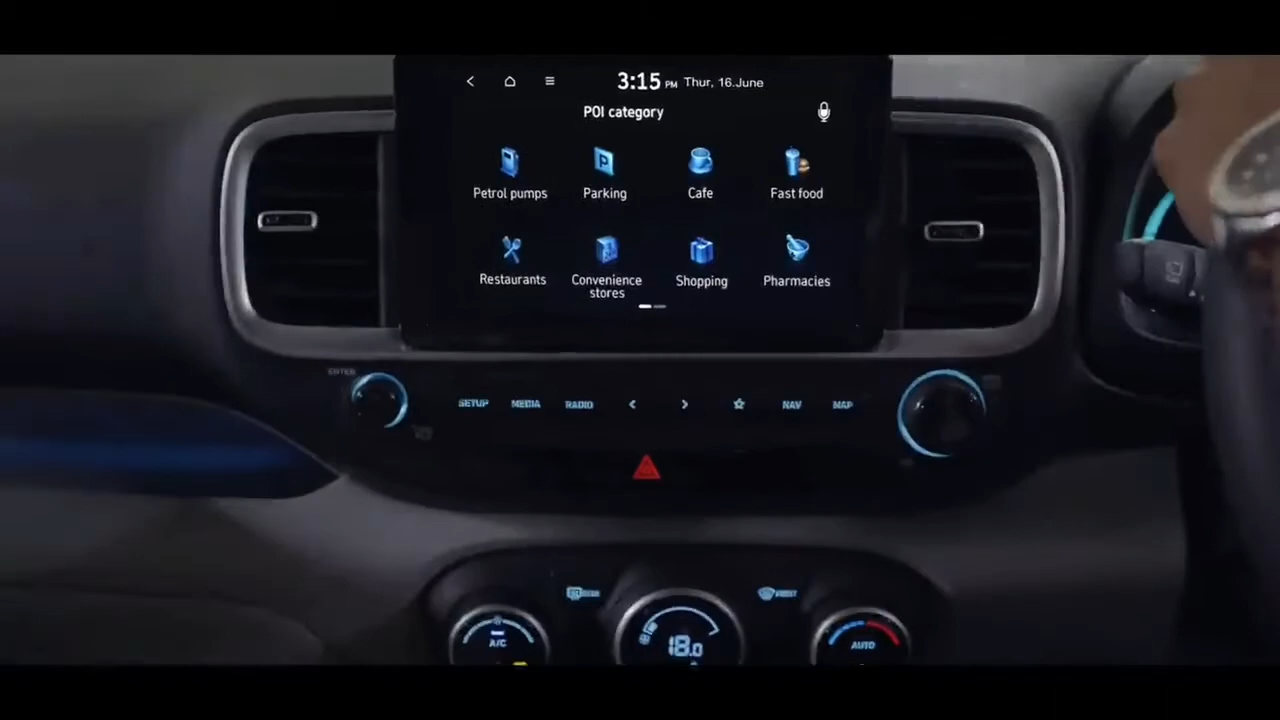 3:15 PM Thur, 16.June
POI category
Petrol pumps
Parking
Cafe
Fast food
Restaurants
Convenience
stores
Shopping
Pharmacies
ENTER
SETUP
MEDIA
RADIO
NAV
MAP
A/C
18.0
AUTO